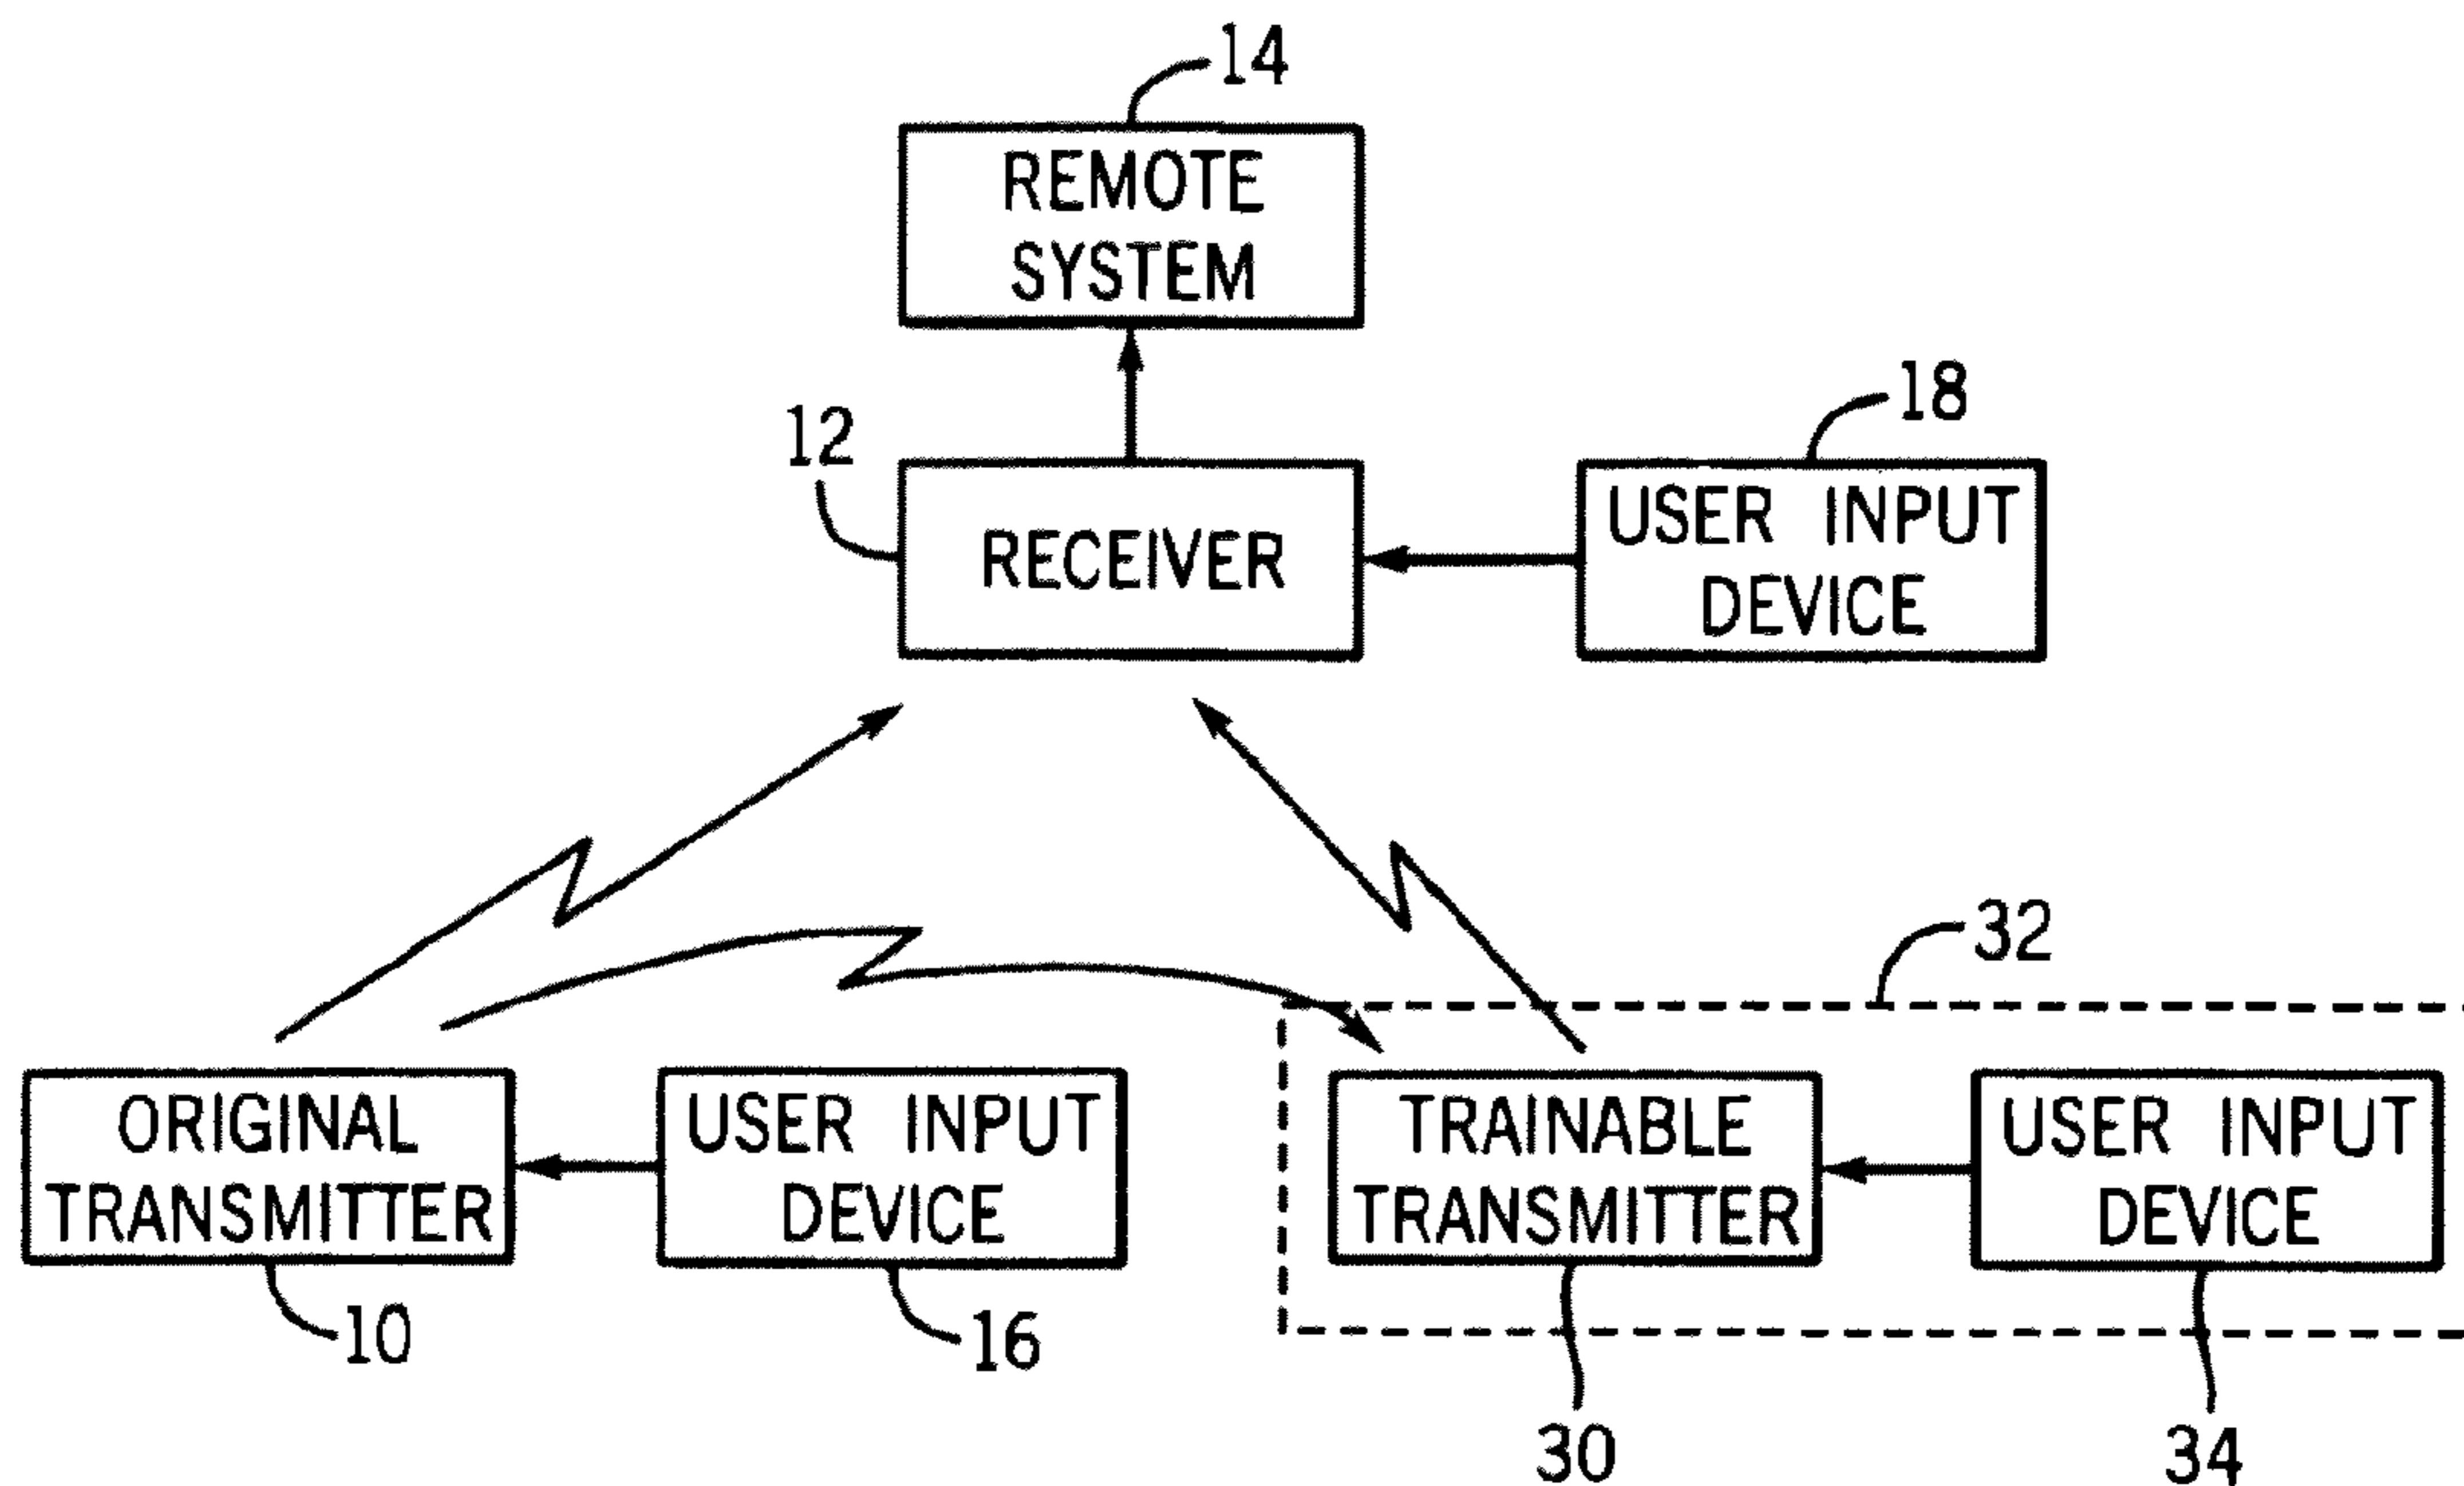 14
REMOTE
SYSTEM
12
18
RECEIVER
USER INPUT
DEVICE
32
ORIGINAL
TRANSMITTER
USER INPUT
DEVICE
TRAINABLE
TRANSMITTER
USER INPUT
DEVICE
10
16
30
34